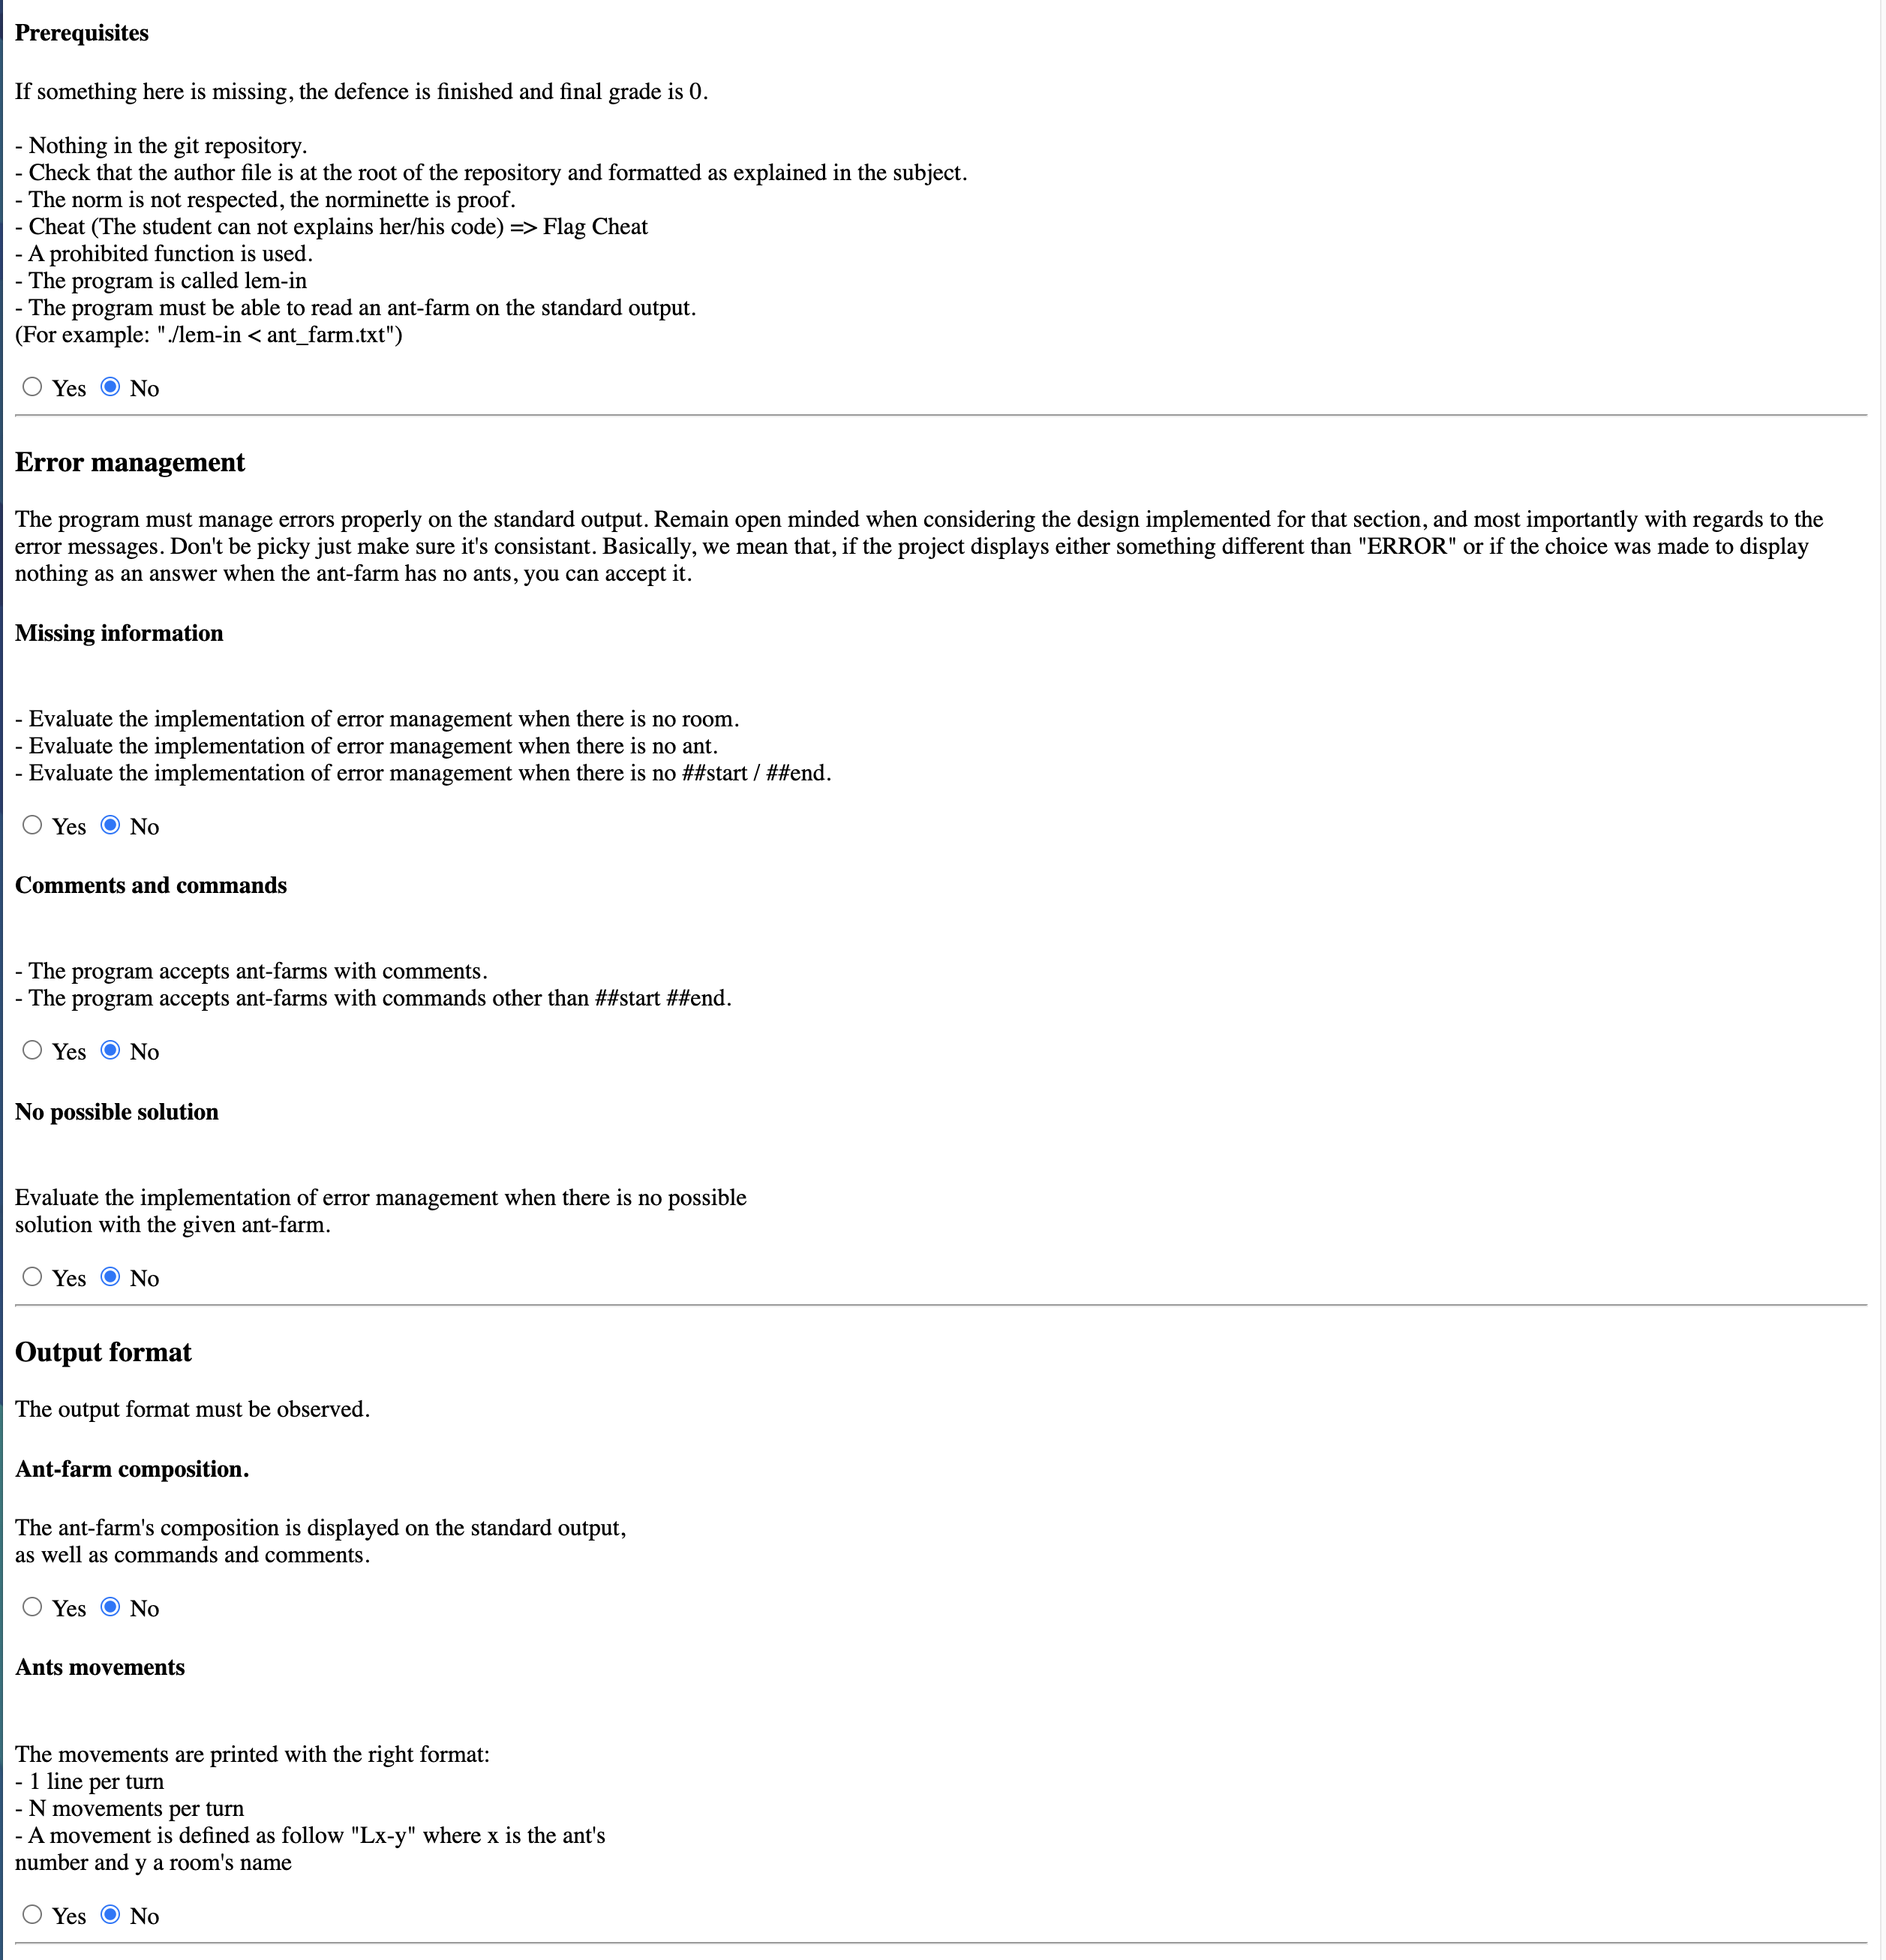 Prerequisites
If something here is missing, the defence is finished and final grade is 0.
- Nothing in the git repository.
- Check that the author file is at the root of the repository and formatted as explained in the subject.
- The norm is not respected, the norminette is proof.
- Cheat (The student can not explains her/his code) => Flag Cheat
- A prohibited function is used.
- The program is called lem-in
- The program must be able to read an ant-farm on the standard output.
(For example: "./lem-in < ant_farm.txt")
Yes No
Error management
The program must manage errors properly on the standard output. Remain open minded when considering the design implemented for that section, and most importantly with regards to the
error messages. Don't be picky just make sure it's consistant. Basically, we mean that, if the project displays either something different than "ERROR" or if the choice was made to display
nothing as an answer when the ant-farm has no ants, you can accept it.
Missing information
- Evaluate the implementation of error management when there is no room.
- Evaluate the implementation of error management when there is no ant.
- Evaluate the implementation of error management when there is no ##start / ##end.
Yes No
Comments and commands
- The program accepts ant-farms with comments.
- The program accepts ant-farms with commands other than ##start ##end.
Yes No
No possible solution
Evaluate the implementation of error management when there is no possible
solution with the given ant-farm.
Yes No
Output format
The output format must be observed.
Ant-farm composition.
The ant-farm's composition is displayed on the standard output,
as well as commands and comments.
Yes No
Ants movements
The movements are printed with the right format:
- 1 line per turn
- N movements per turn
- A movement is defined as follow "Lx-y" where x is the ant's
number and y a room's name
Yes No